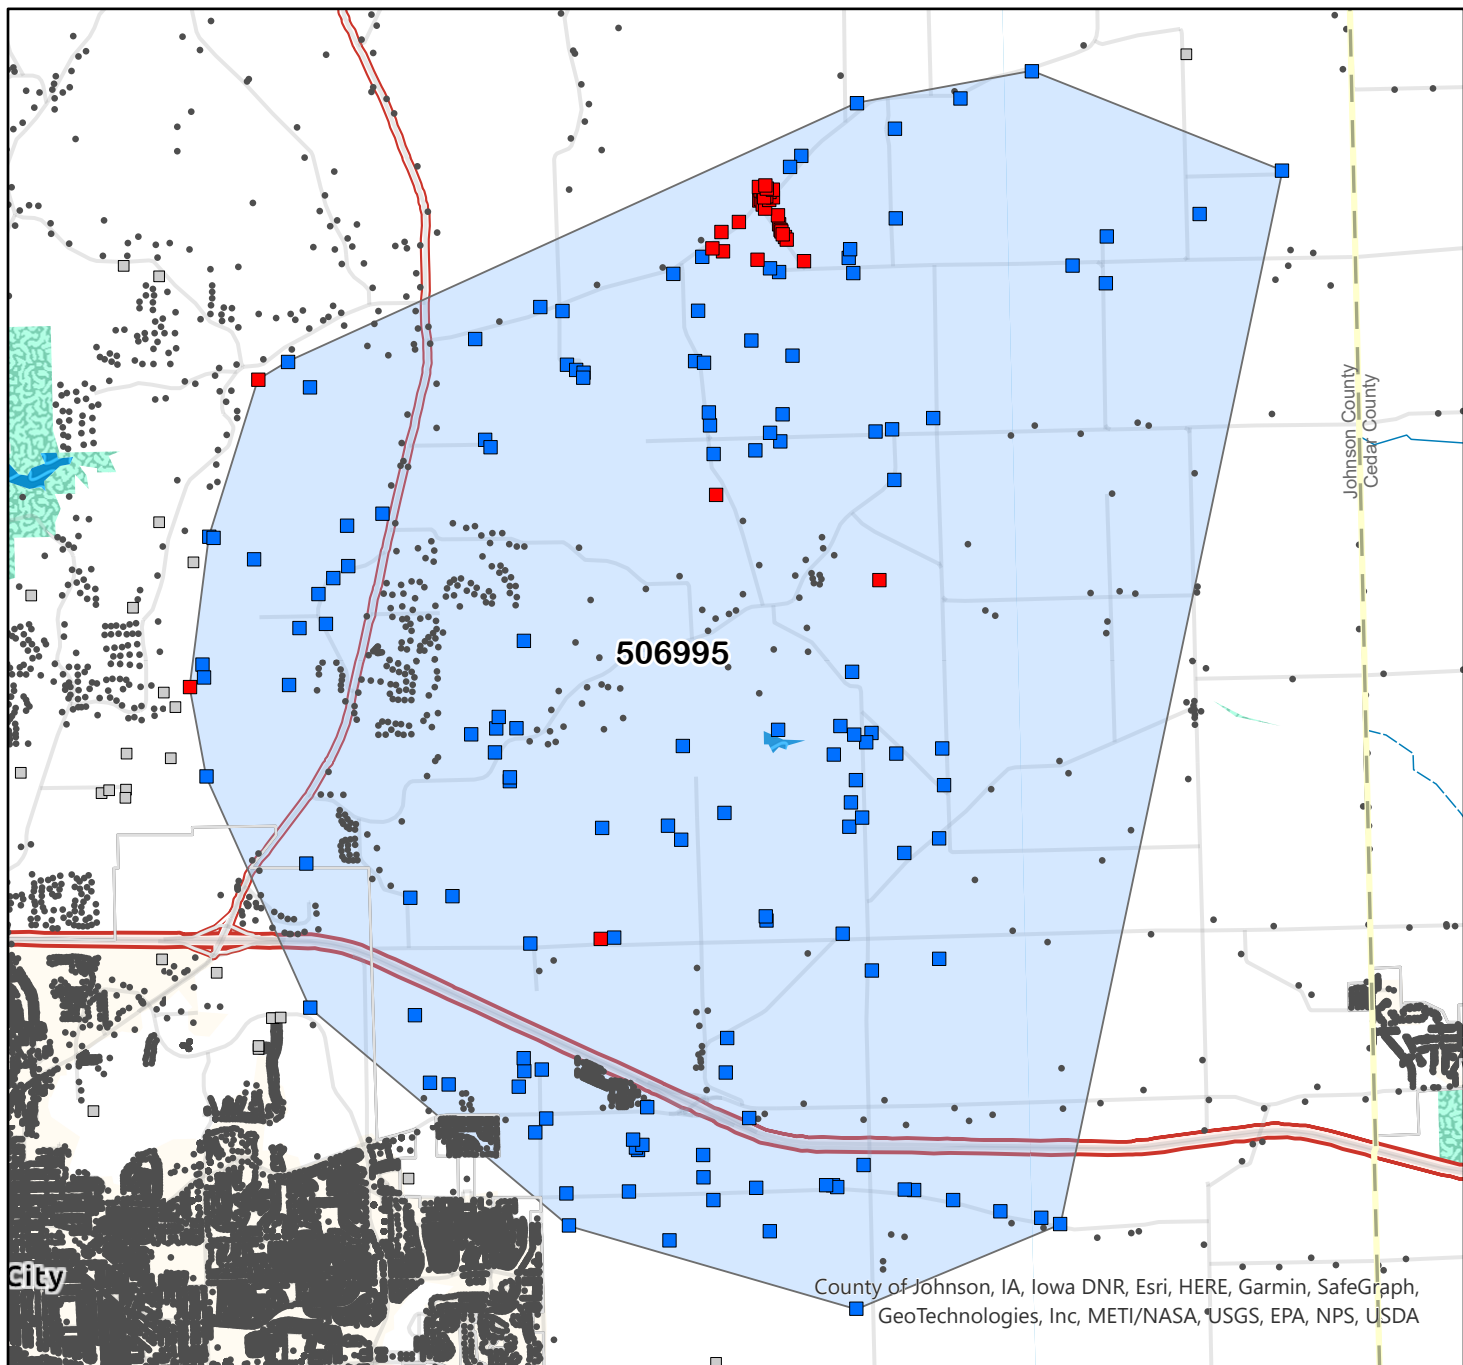 Johnson County
Cedar County
506995
City
County of Johnson, IA, Iowa DNR, Esri, HERE, Garmin, SafeGraph,
GeoTechnologies, Inc, METI/NASA, USGS, EPA, NPS, USDA